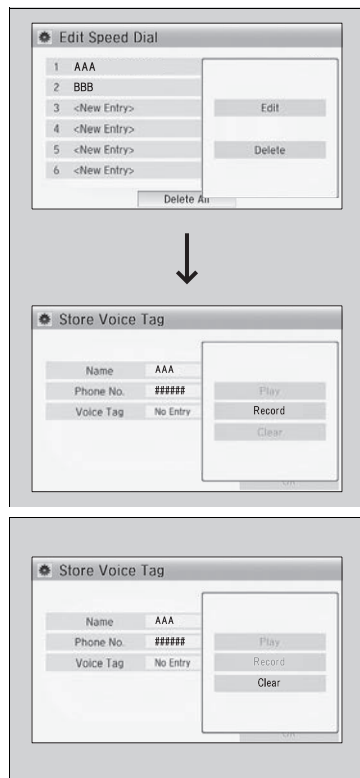 Edit Speed Dial
1 AAA
2 BBB
3 <New Entry>
4 <New Entry>
5 <New Entry>
6 <New Entry>
Edit
Delete
Delete All
Store Voice Tag
Name AAA
Phone No. ######
Voice Tag No Entry
Play
Record
Clear
OK
Store Voice Tag
Name AAA
Phone No. ######
Voice Tag No Entry
Play
Record
Clear
OK